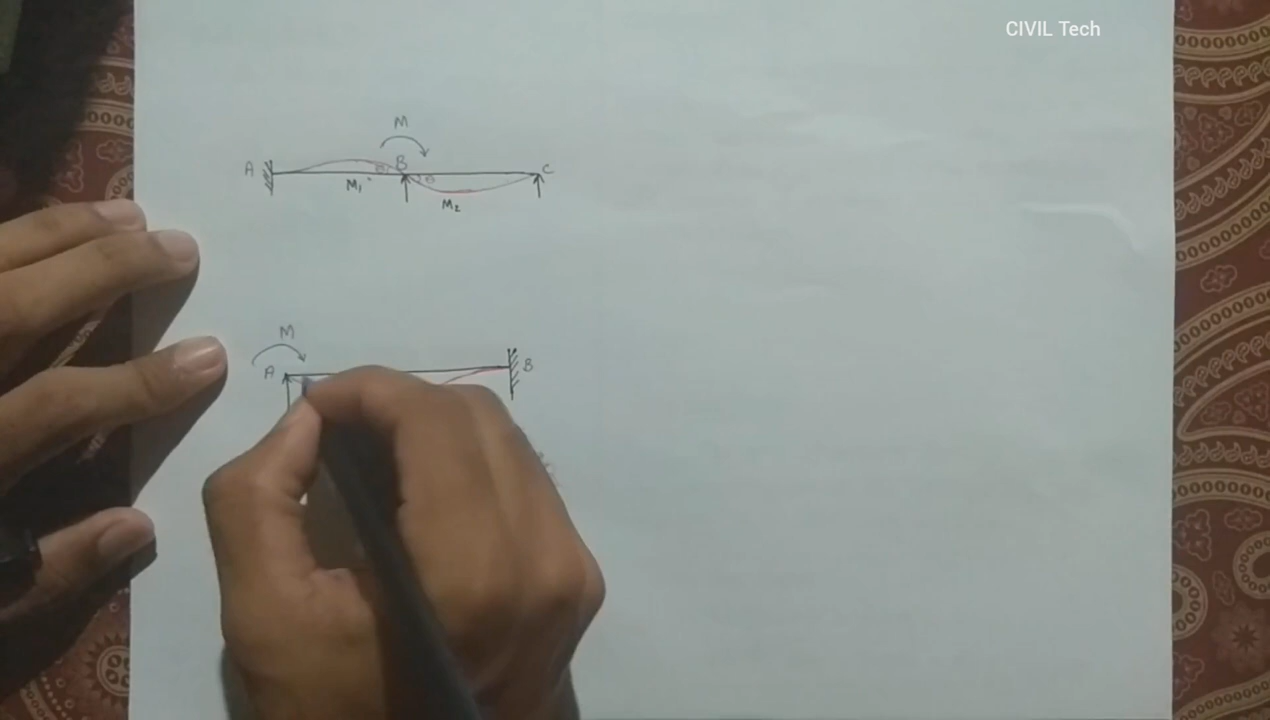 CIVIL Tech
M
A B C
θ θ
M₁ M₂
M
A B